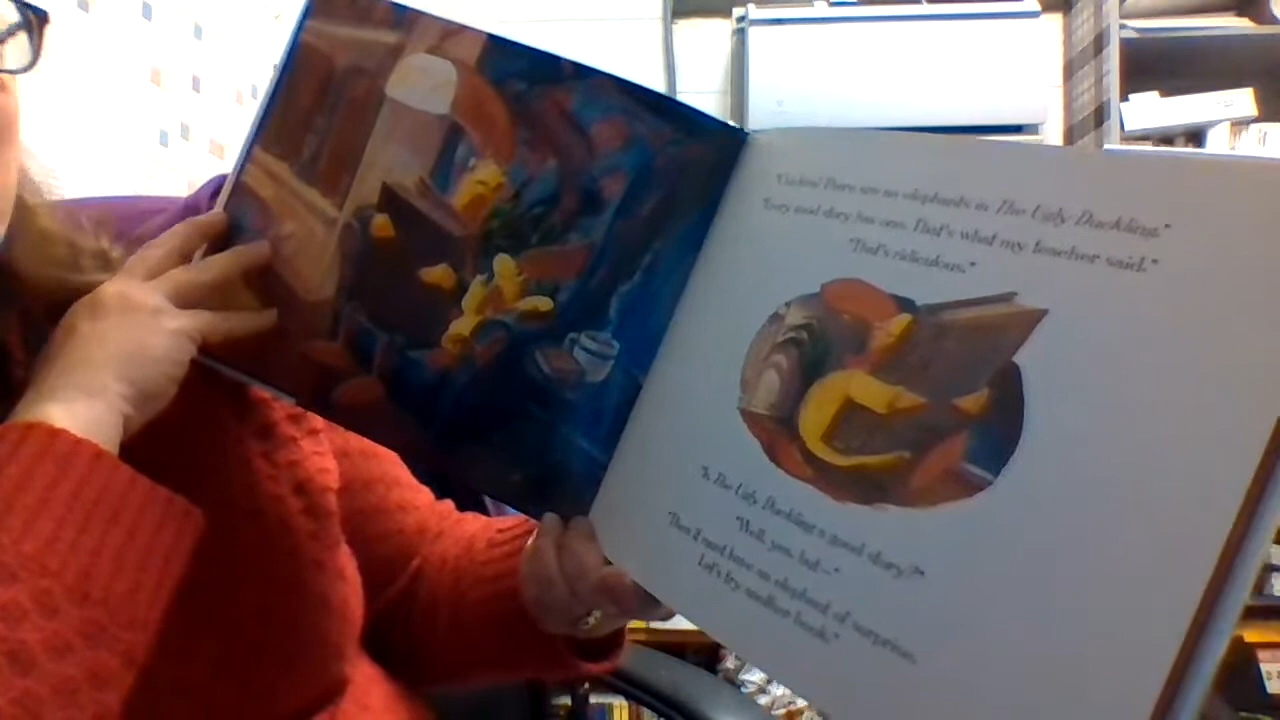 "Chicken! There are no elephants in The Ugly Duckling."
"Every good story has one. That's what my teacher said."
"That's ridiculous."
"Is The Ugly Duckling a good story?"
"Well, yes, but—"
"Then it must have an elephant of surprise.
Let's try another book."